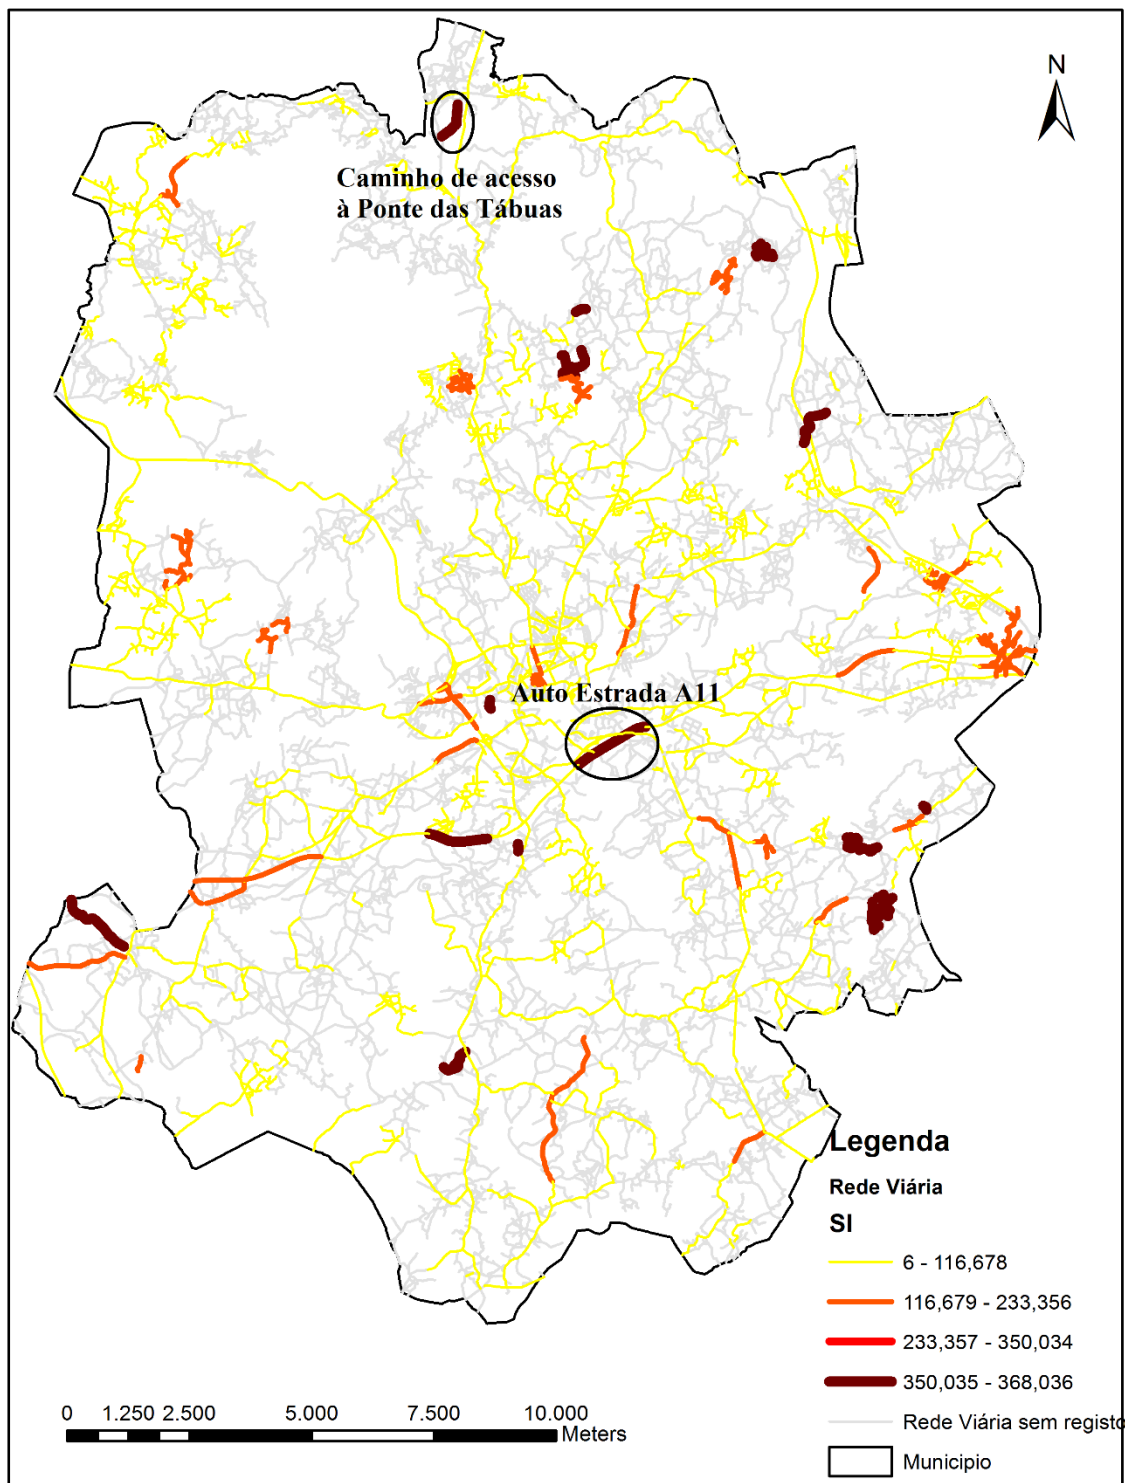 N
Caminho de acesso
à Ponte das Tábuas
Auto Estrada A11
Legenda
Rede Viária
SI
6 - 116,678
116,679 - 233,356
233,357 - 350,034
350,035 - 368,036
Rede Viária sem registo
Municipio
0 1.250 2.500 5.000 7.500 10.000
Meters